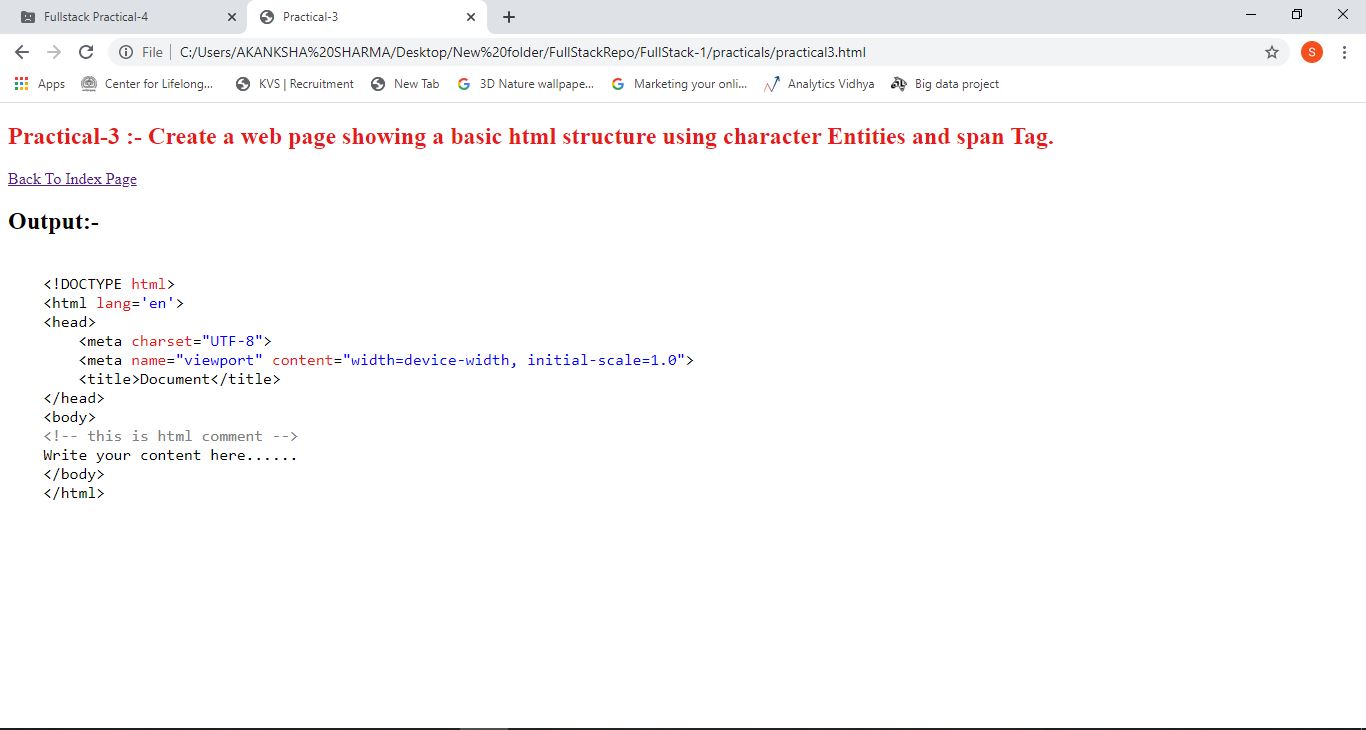 Fullstack Practical-4
Practical-3
File
C:/Users/AKANKSHA%20SHARMA/Desktop/New%20folder/FullStackRepo/FullStack-1/practicals/practical3.html
S
Apps
Center for Lifelong...
KVS | Recruitment
New Tab
3D Nature wallpape...
Marketing your onli...
Analytics Vidhya
Big data project
Practical-3 :- Create a web page showing a basic html structure using character Entities and span Tag.
Back To Index Page
Output:-
<!DOCTYPE html>
<html lang='en'>
<head>
    <meta charset="UTF-8">
    <meta name="viewport" content="width=device-width, initial-scale=1.0">
    <title>Document</title>
</head>
<body>
<!-- this is html comment -->
Write your content here......
</body>
</html>